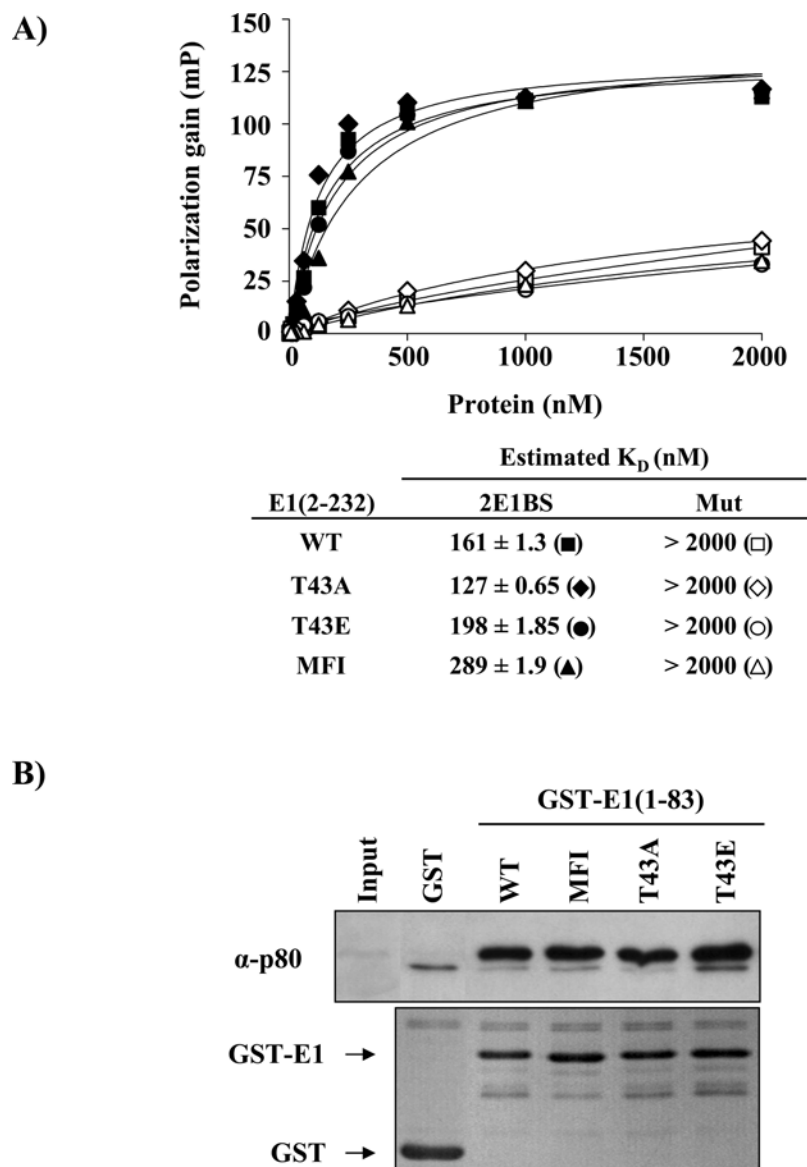 A)
Polarization gain (mP)
150
125
100
75
50
25
0
0 500 1000 1500 2000
Protein (nM)
Estimated K_D (nM)
E1(2-232) 2E1BS Mut
WT 161 ± 1.3 (■) > 2000 (□)
T43A 127 ± 0.65 (◆) > 2000 (◇)
T43E 198 ± 1.85 (●) > 2000 (○)
MFI 289 ± 1.9 (▲) > 2000 (△)
B)
GST-E1(1-83)
Input GST WT MFI T43A T43E
α-p80
GST-E1 →
GST →